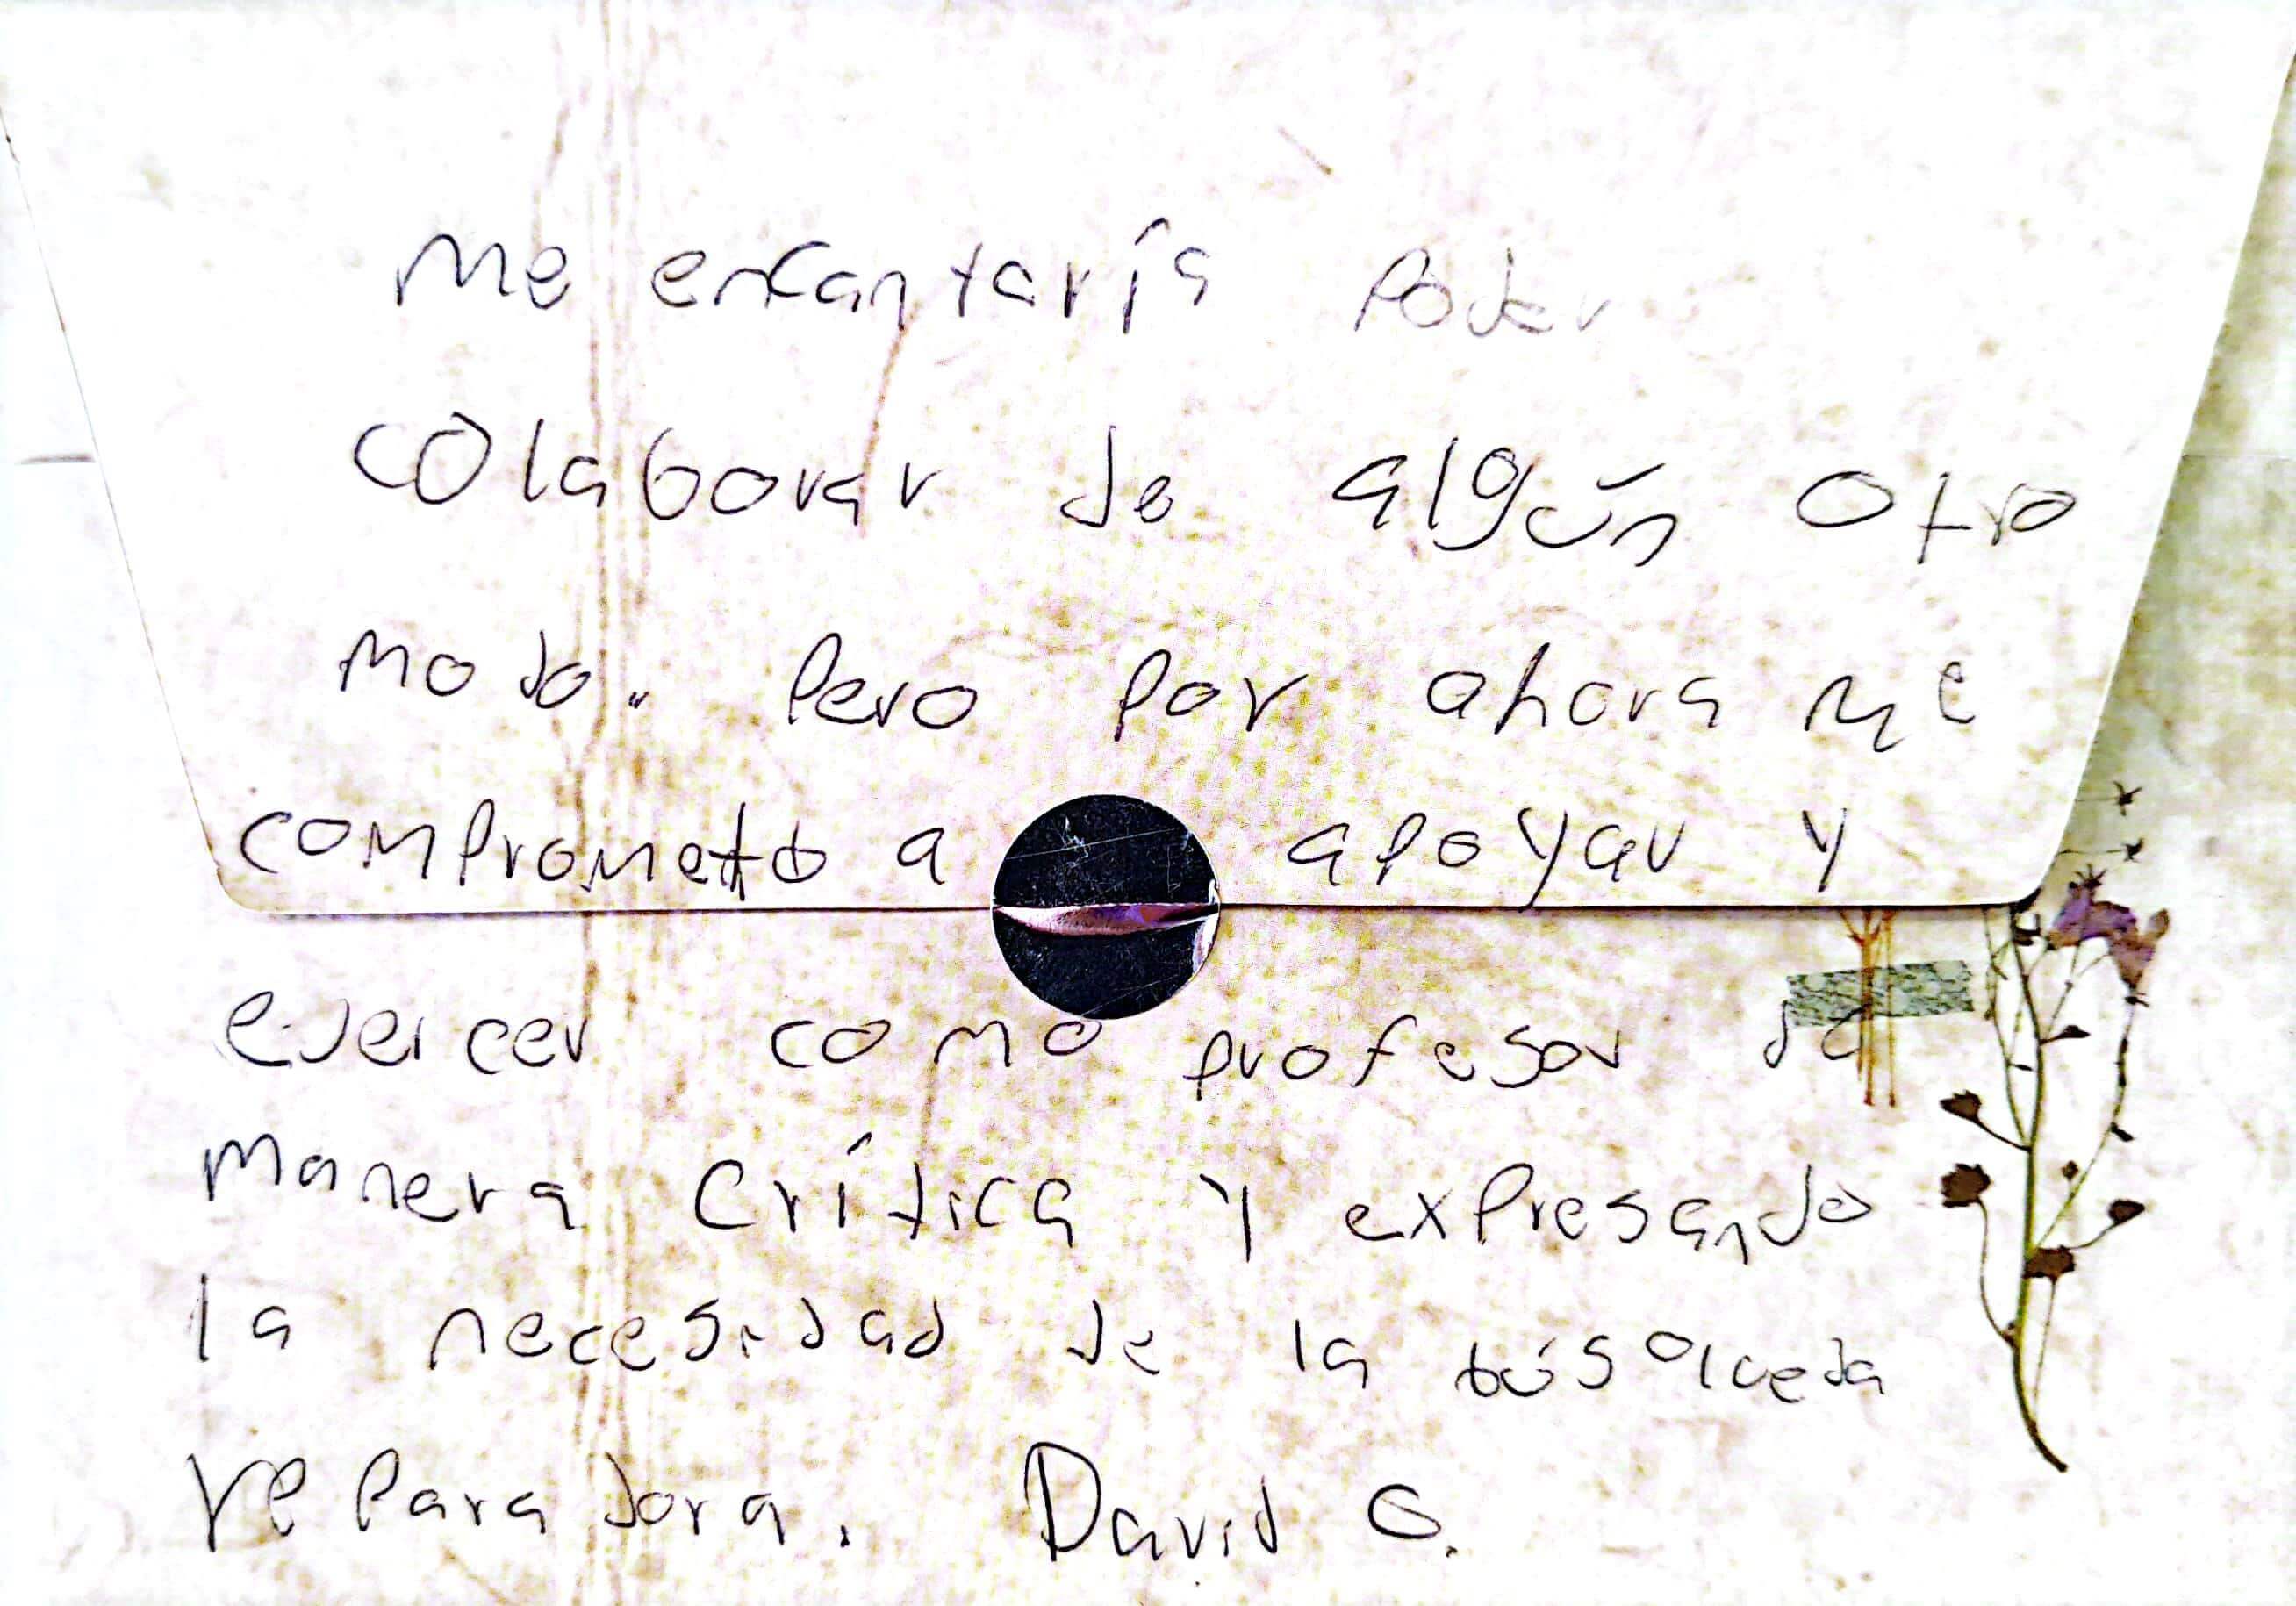 Me encantaría Poder
colaborar de algún otro
modo. Pero por ahora me
comprometo a apoyar y
ejercer como profesor de
manera crítica y expresando
la necesidad de la búsqueda
reparadora. David G.